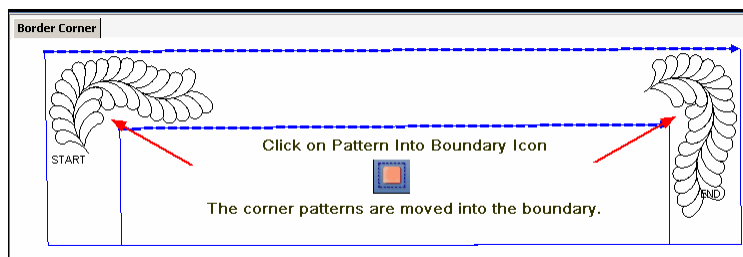 Border Corner
START
Click on Pattern Into Boundary Icon
END
The corner patterns are moved into the boundary.